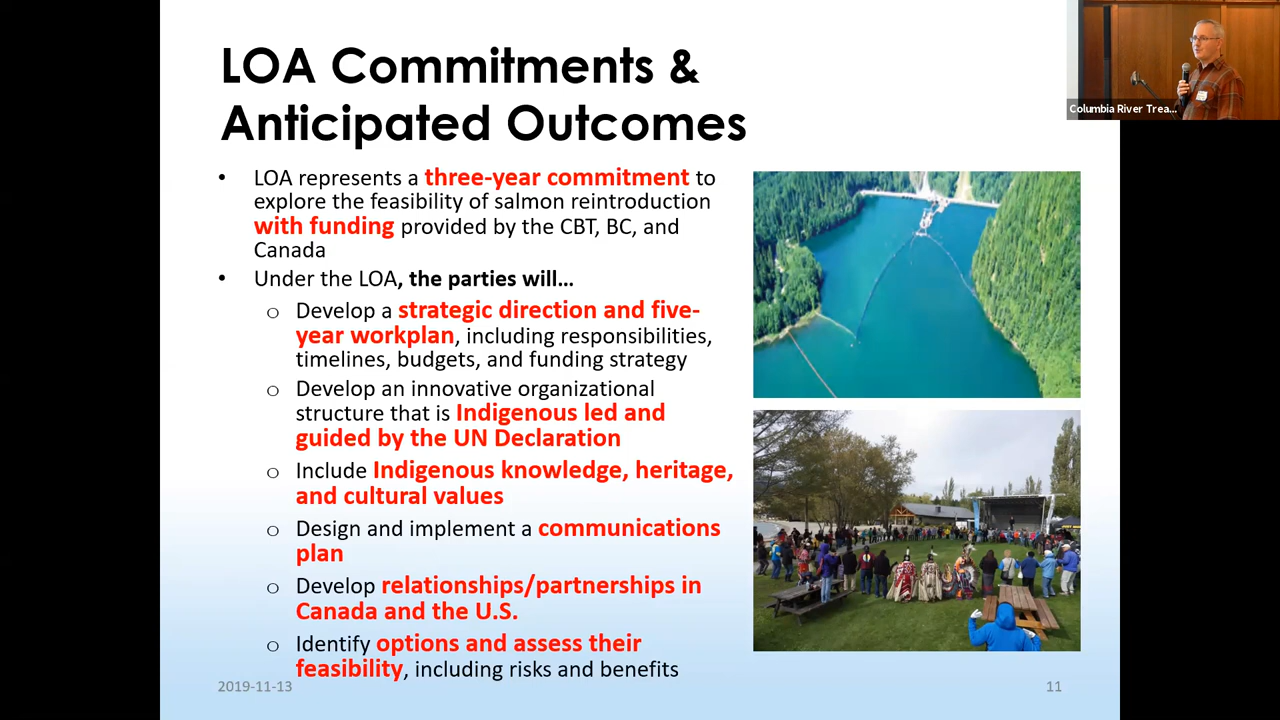 LOA Commitments &
Anticipated Outcomes
Columbia River Trea...
• LOA represents a three-year commitment to
explore the feasibility of salmon reintroduction
with funding provided by the CBT, BC, and
Canada
• Under the LOA, the parties will...
o Develop a strategic direction and five-
year workplan, including responsibilities,
timelines, budgets, and funding strategy
o Develop an innovative organizational
structure that is Indigenous led and
guided by the UN Declaration
o Include Indigenous knowledge, heritage,
and cultural values
o Design and implement a communications
plan
o Develop relationships/partnerships in
Canada and the U.S.
o Identify options and assess their
feasibility, including risks and benefits
2019-11-13
11